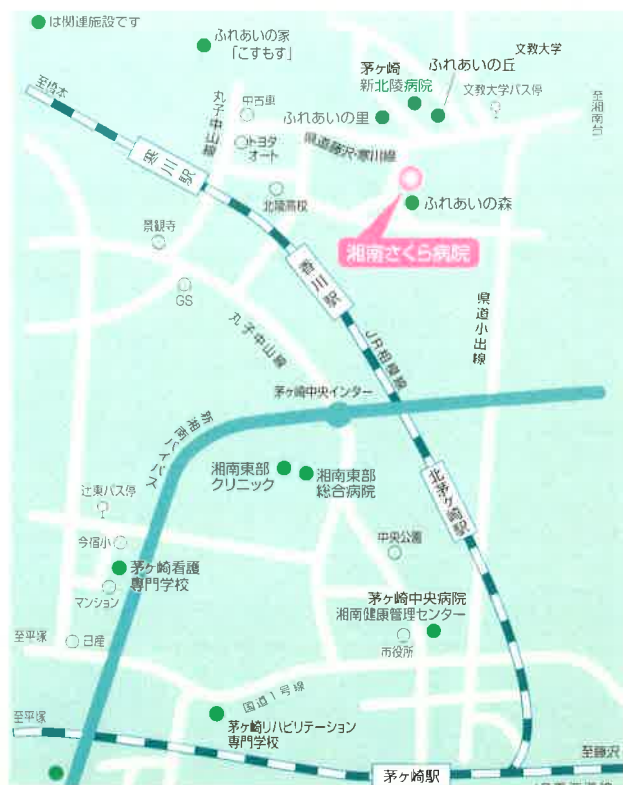 ●は関連施設です
ふれあいの家
「こすもす」
文教大学
茅ヶ崎
新北陵病院
ふれあいの丘
文教大学バス停
至湘南台
ふれあいの里
中古車
トヨタ
オート
丸子中山線
県道藤沢・寒川線
寒川駅
北陵高校
ふれあいの森
湘南さくら病院
景観寺
GS
香川駅
県道小出線
丸子中山線
JR相模線
茅ヶ崎中央インター
新湘南バイパス
湘南東部
クリニック
湘南東部
総合病院
北茅ヶ崎駅
辻東バス停
今宿小
中央公園
茅ヶ崎看護
専門学校
マンション
茅ヶ崎中央病院
湘南健康管理センター
至平塚
日産
市役所
国道1号線
茅ヶ崎リハビリテーション
専門学校
至平塚
至藤沢
茅ヶ崎駅